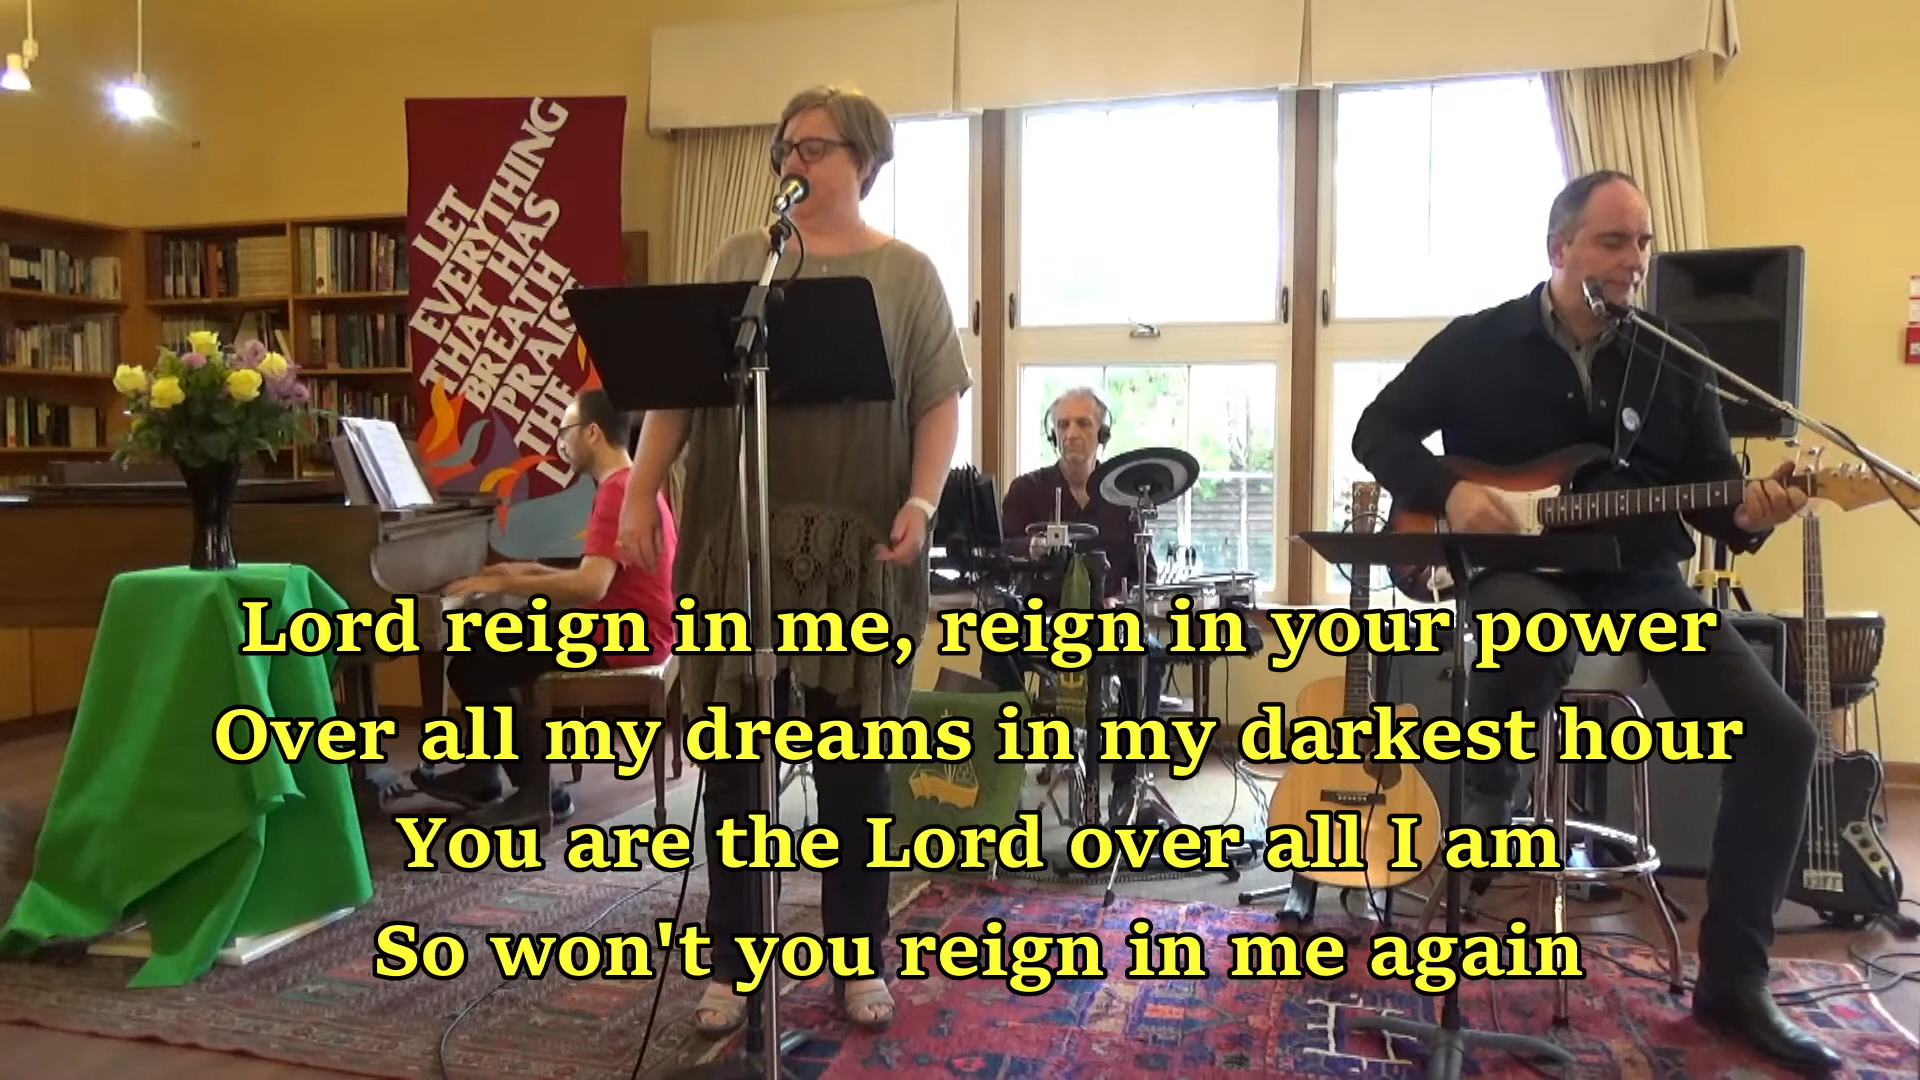 LET
EVERYTHING
THAT HAS
BREATH
PRAISE
THE
Lord reign in me, reign in your power
Over all my dreams in my darkest hour
You are the Lord over all I am
So won't you reign in me again